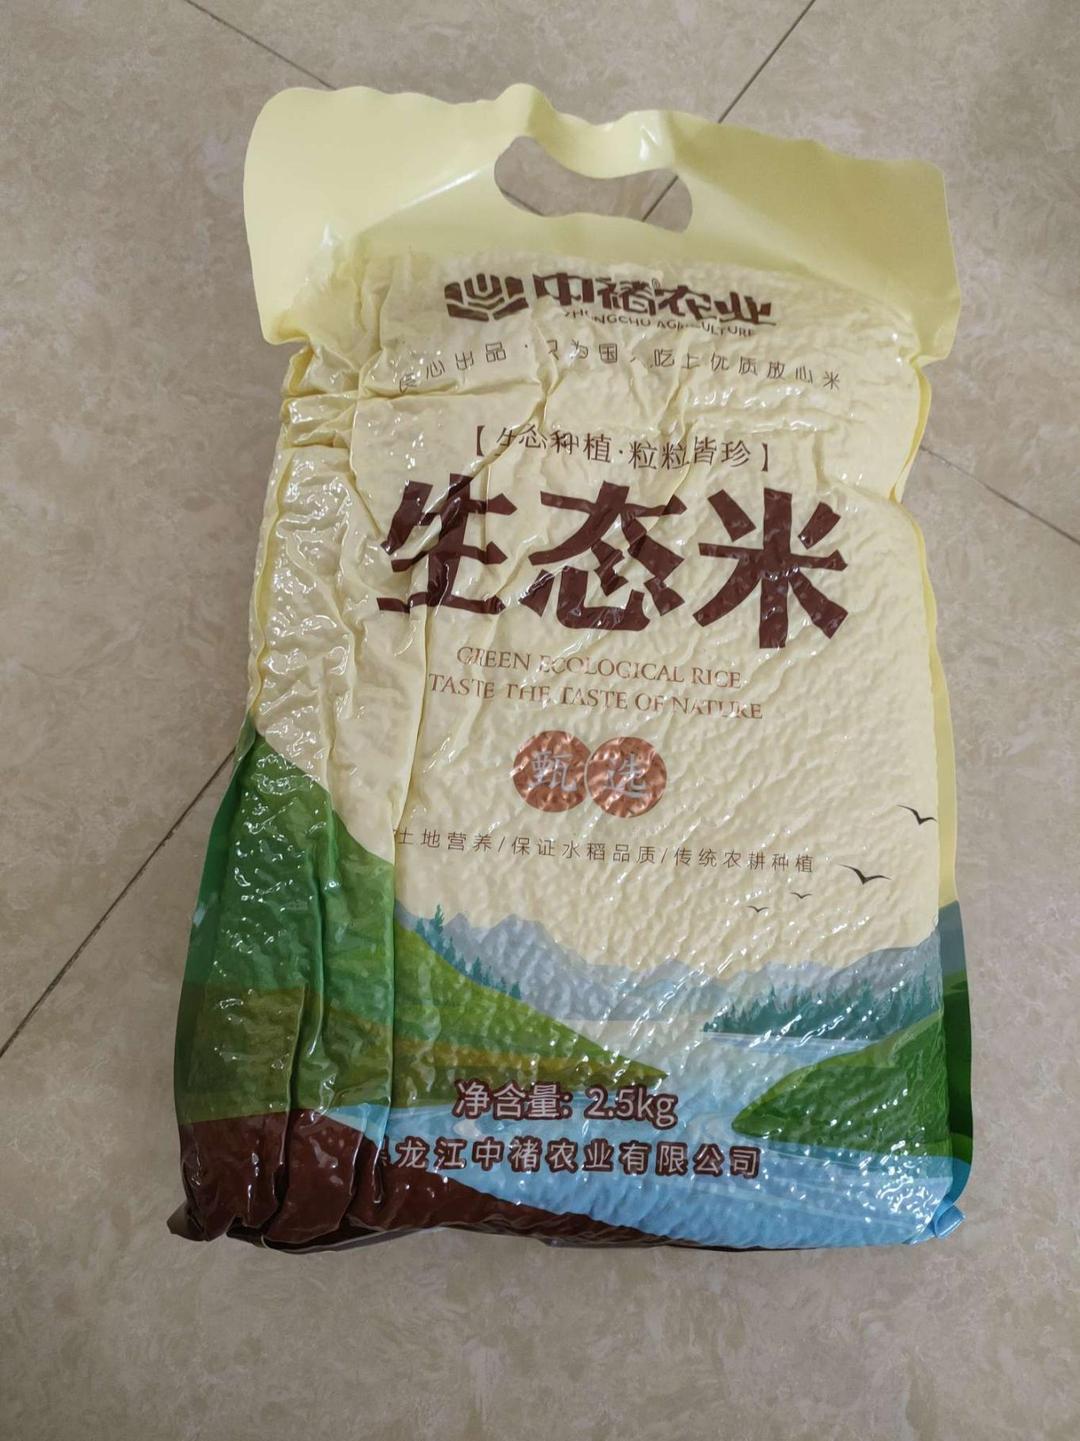 中褚农业
ZHONGCHU AGRICULTURE
良心出品·只为国人吃上优质放心米
【生态种植·粒粒皆珍】
生态米
GREEN ECOLOGICAL RICE
TASTE THE TASTE OF NATURE
甄选
土地营养/保证水稻品质/传统农耕种植
净含量: 2.5kg
黑龙江中褚农业有限公司